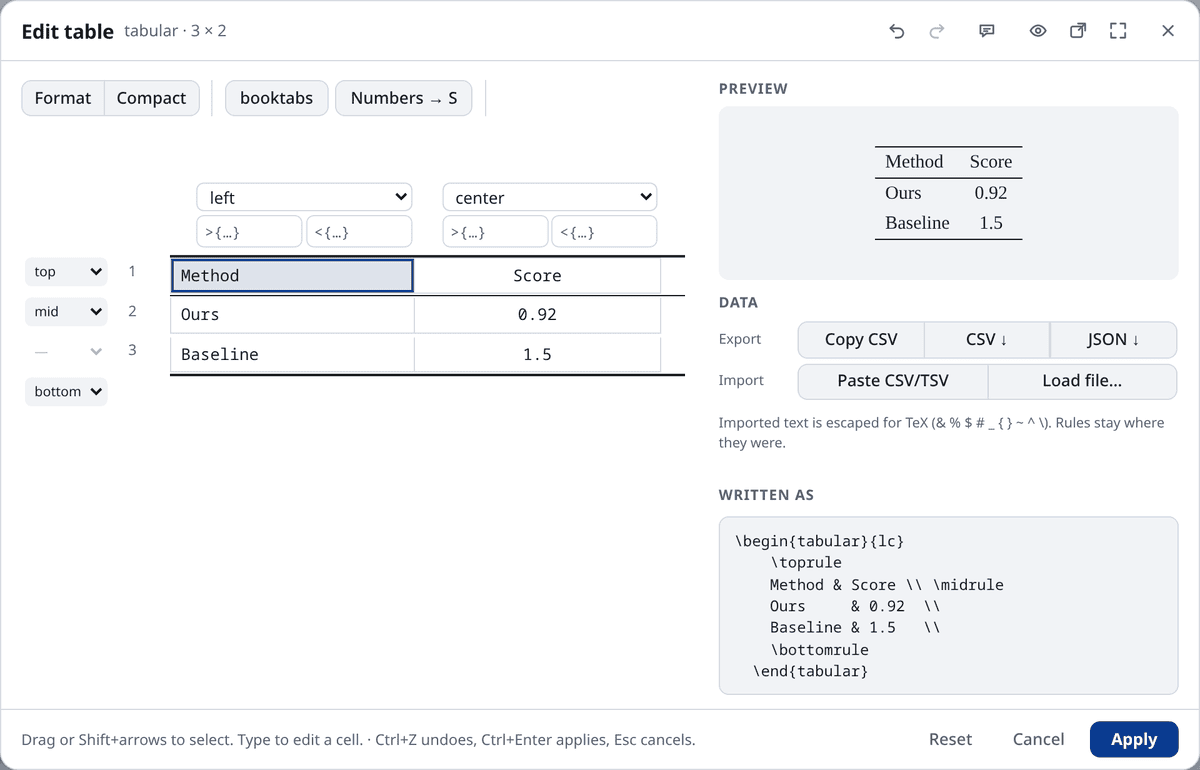 Edit table tabular · 3 × 2
Format Compact booktabs Numbers → S
left center
>{…} <{…} >{…} <{…}
top 1 Method Score
mid 2 Ours 0.92
— 3 Baseline 1.5
bottom
PREVIEW
Method Score
Ours 0.92
Baseline 1.5
DATA
Export Copy CSV CSV ↓ JSON ↓
Import Paste CSV/TSV Load file…
Imported text is escaped for TeX (& % $ # _ { } ~ ^ \). Rules stay where
they were.
WRITTEN AS
\begin{tabular}{lc}
    \toprule
    Method & Score \\ \midrule
    Ours     & 0.92  \\
    Baseline & 1.5   \\
    \bottomrule
  \end{tabular}
Drag or Shift+arrows to select. Type to edit a cell. · Ctrl+Z undoes, Ctrl+Enter applies, Esc cancels.
Reset Cancel Apply